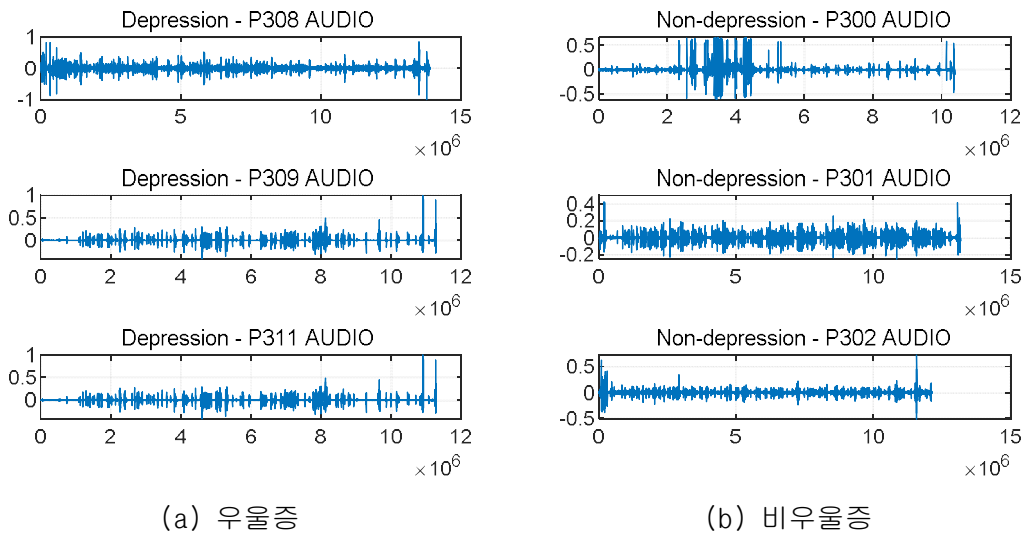 Depression - P308 AUDIO
1
0
-1
0 5 10 15
×10^6
Depression - P309 AUDIO
1
0.5
0
0 2 4 6 8 10 12
×10^6
Depression - P311 AUDIO
1
0.5
0
0 2 4 6 8 10 12
×10^6
(a) 우울증
Non-depression - P300 AUDIO
0.5
0
-0.5
0 2 4 6 8 10 12
×10^6
Non-depression - P301 AUDIO
0.4
0.2
0
-0.2
0 5 10 15
×10^6
Non-depression - P302 AUDIO
0.5
0
-0.5
0 5 10 15
×10^6
(b) 비우울증